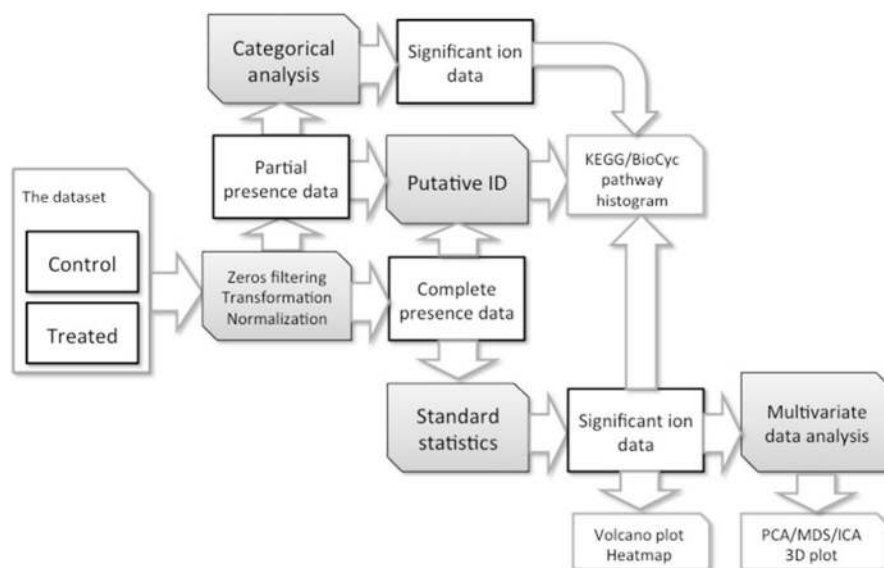 Categorical
analysis
Significant ion
data
Partial
presence data
Putative ID
KEGG/BioCyc
pathway
histogram
The dataset
Control
Treated
Zeros filtering
Transformation
Normalization
Complete
presence data
Standard
statistics
Significant ion
data
Multivariate
data analysis
Volcano plot
Heatmap
PCA/MDS/ICA
3D plot